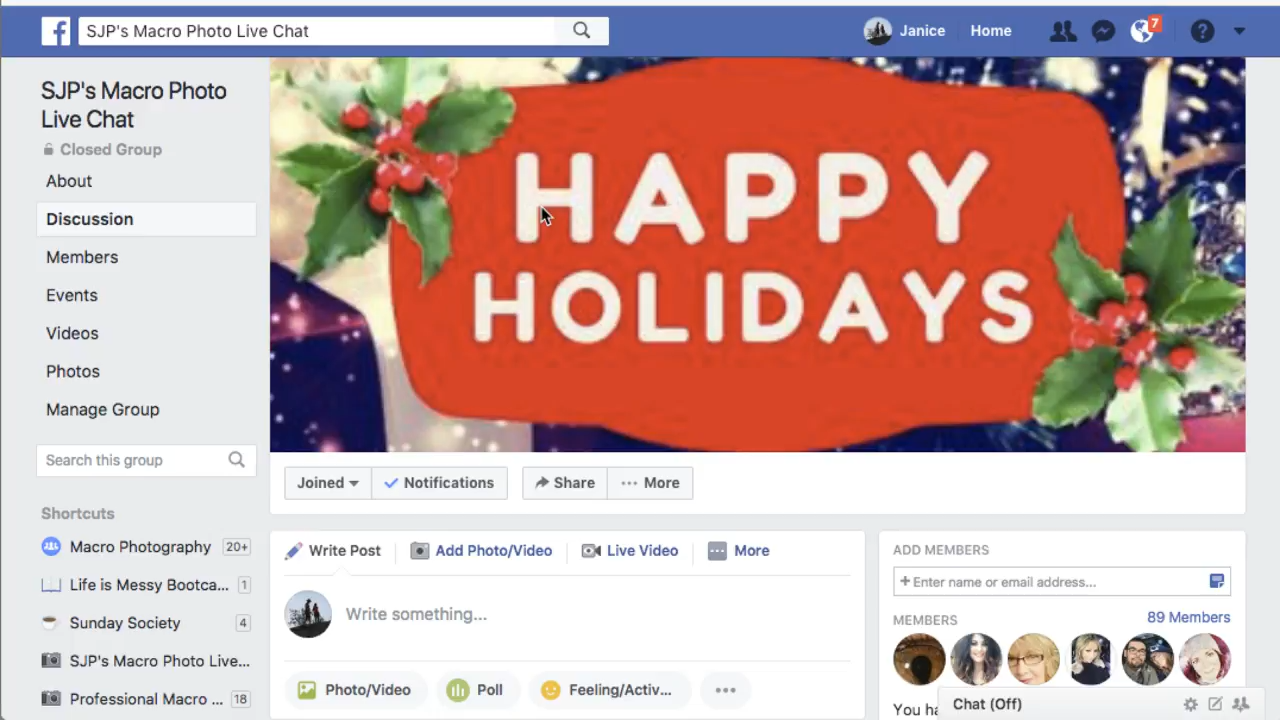 SJP's Macro Photo Live Chat
Janice
Home
7
SJP's Macro Photo
Live Chat
Closed Group
About
Discussion
Members
Events
Videos
Photos
Manage Group
Search this group
Shortcuts
Macro Photography 20+
Life is Messy Bootca... 1
Sunday Society 4
SJP's Macro Photo Live...
Professional Macro ... 18
HAPPY
HOLIDAYS
Joined
Notifications
Share
More
Write Post
Add Photo/Video
Live Video
More
Write something...
Photo/Video
Poll
Feeling/Activ...
ADD MEMBERS
+ Enter name or email address...
MEMBERS
89 Members
You
Chat (Off)